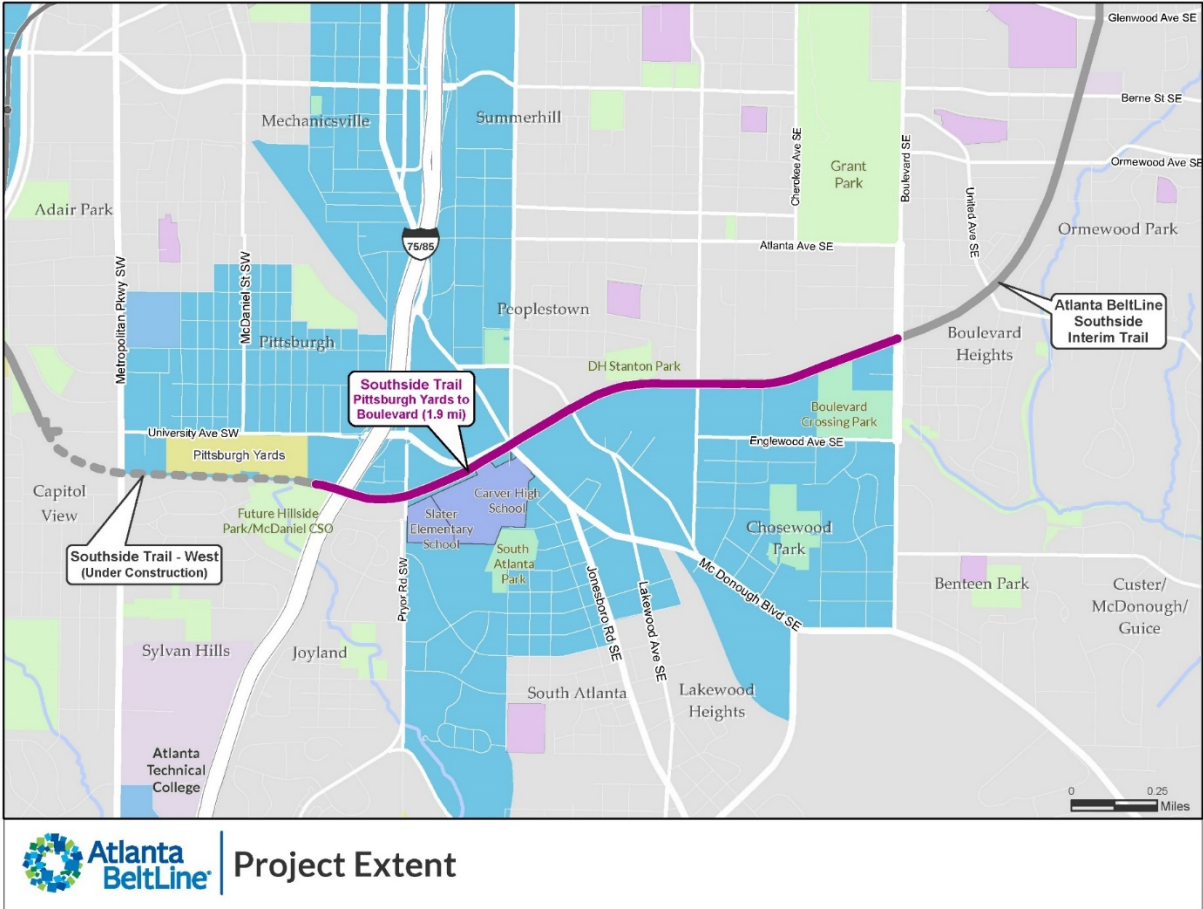 Glenwood Ave SE
Berne St SE
Mechanicsville
Summerhill
Cherokee Ave SE
Boulevard SE
Ormewood Ave SE
Grant
Park
United Ave SE
Adair Park
Metropolitan Pkwy SW
McDaniel St SW
75/85
Atlanta Ave SE
Ormewood Park
Peoplestown
Atlanta BeltLine
Southside
Interim Trail
Pittsburgh
Boulevard
Heights
DH Stanton Park
Southside Trail
Pittsburgh Yards to
Boulevard (1.9 mi)
Boulevard
Crossing Park
University Ave SW
Englewood Ave SE
Pittsburgh Yards
Capitol
View
Carver High
School
Future Hillside
Park/McDaniel CSO
Slater
Elementary
School
Chosewood
Park
Southside Trail - West
(Under Construction)
South
Atlanta
Park
Pryor Rd SW
Jonesboro Rd SE
Lakewood Ave SE
Mc Donough Blvd SE
Benteen Park
Custer/
McDonough/
Guice
Sylvan Hills
Joyland
South Atlanta
Lakewood
Heights
Atlanta
Technical
College
0 0.25
Miles
Atlanta
BeltLine
Project Extent